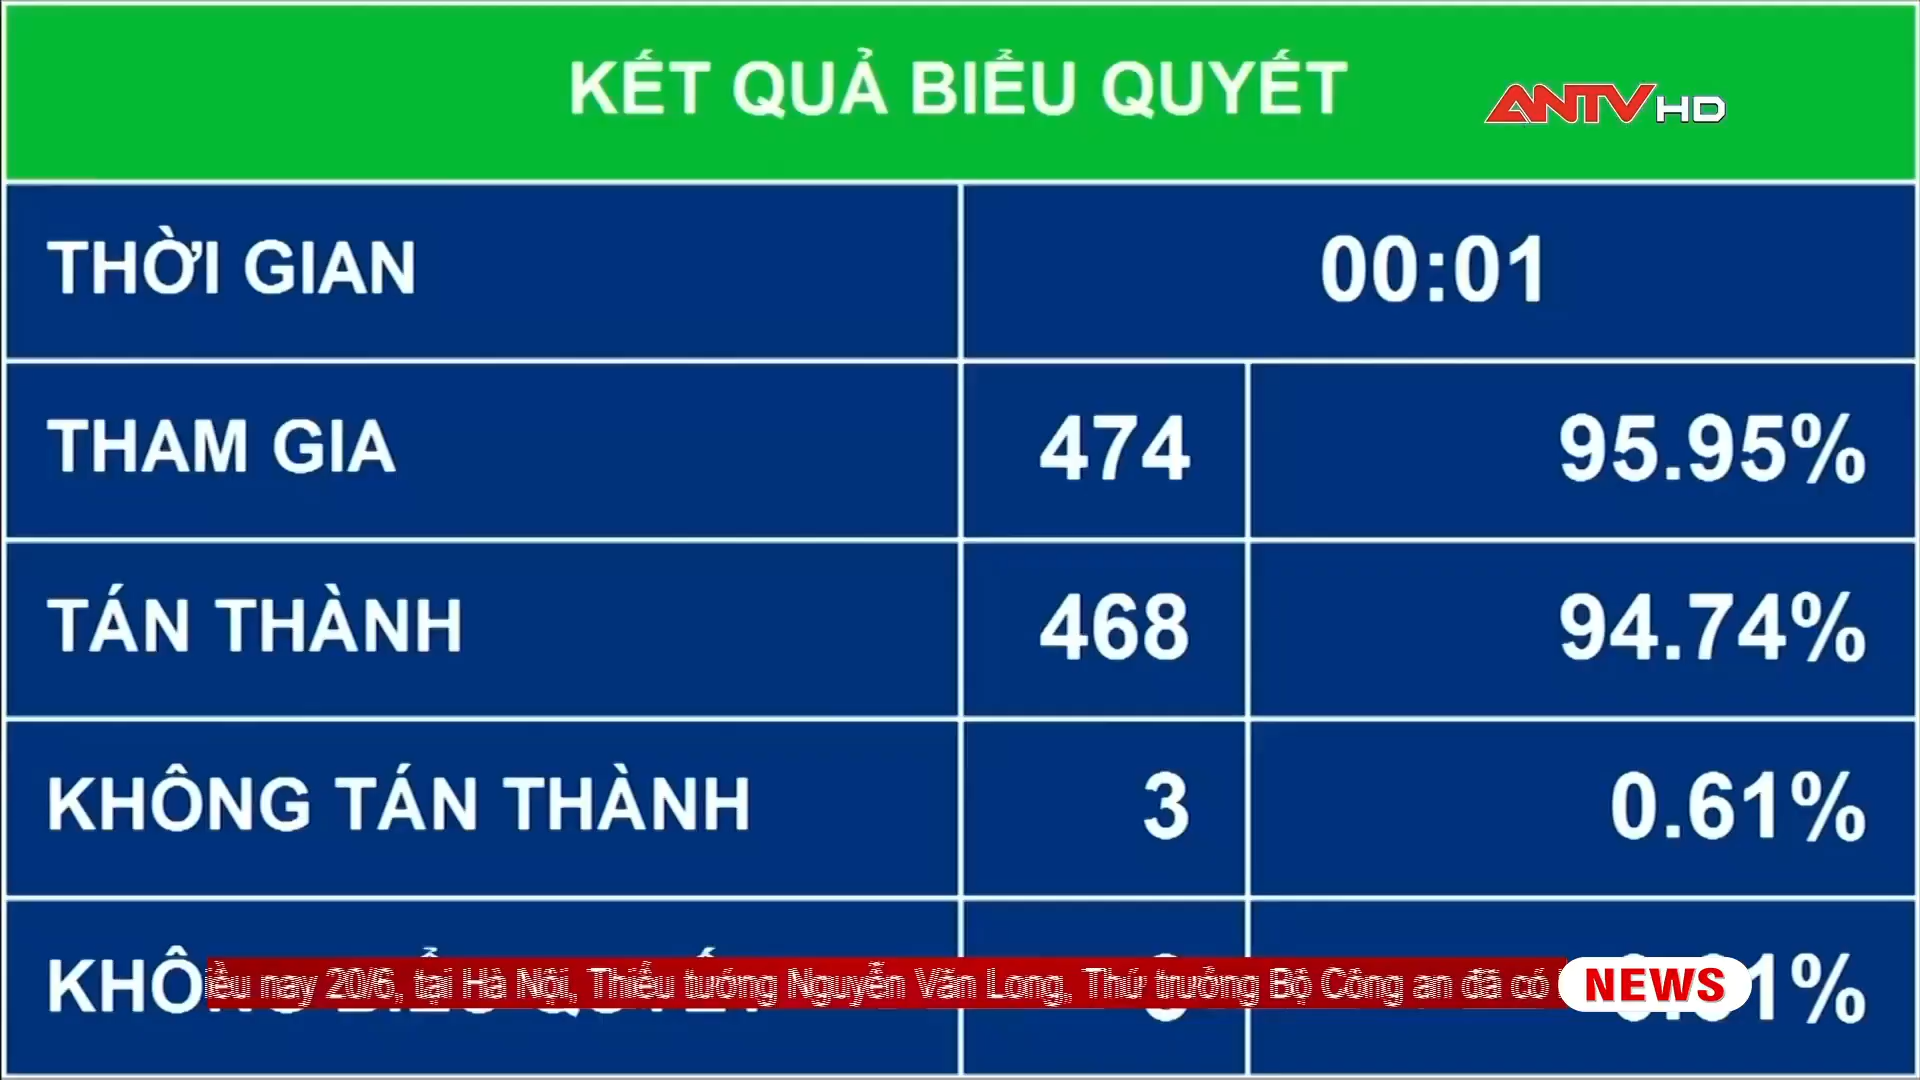 KẾT QUẢ BIỂU QUYẾT
ANTV HD
THỜI GIAN 00:01
THAM GIA 474 95.95%
TÁN THÀNH 468 94.74%
KHÔNG TÁN THÀNH 3 0.61%
nay 20/6, tại Hà Nội, Thiếu tướng Nguyễn Văn Long, Thứ trưởng Bộ Công an đã có
NEWS